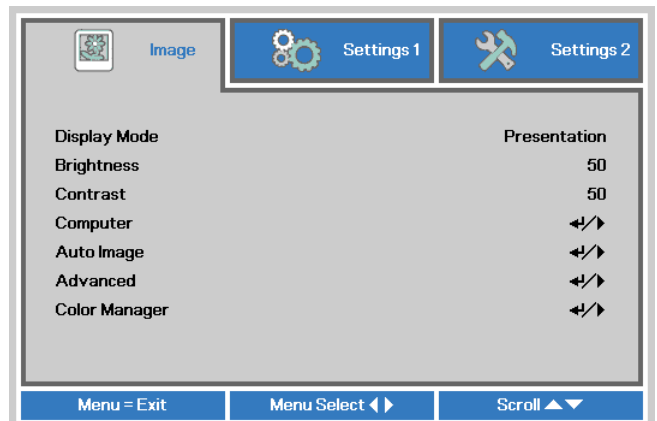 Image Settings 1 Settings 2
Display Mode Presentation
Brightness 50
Contrast 50
Computer ↵/▶
Auto Image ↵/▶
Advanced ↵/▶
Color Manager ↵/▶
Menu = Exit Menu Select ◀▶ Scroll ▲▼